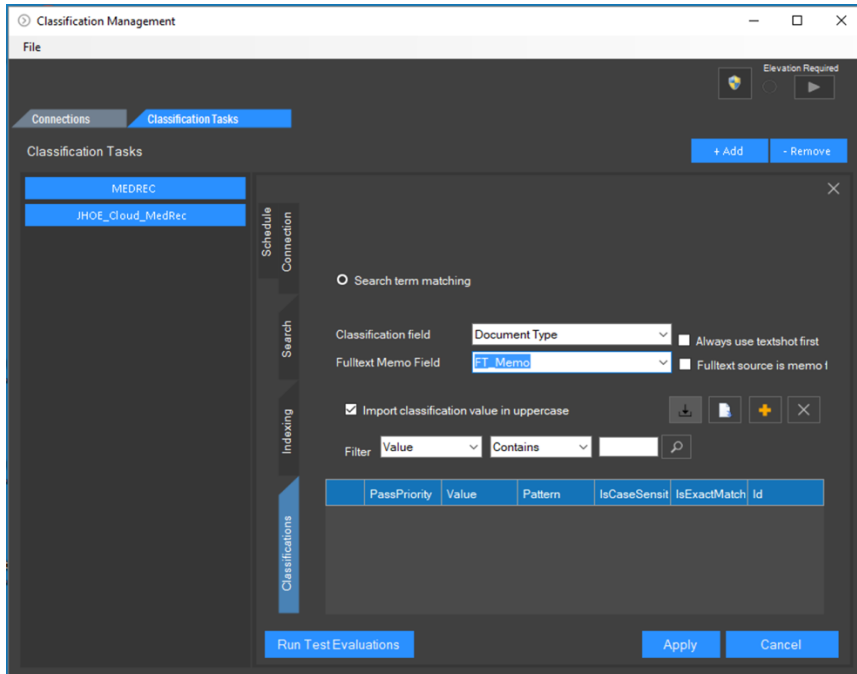 Classification Management
File
Elevation Required
Connections
Classification Tasks
Classification Tasks
+ Add
- Remove
MEDREC
JHOE_Cloud_MedRec
Schedule
Connection
Search
Indexing
Classifications
Search term matching
Classification field
Document Type
Always use textshot first
Fulltext Memo Field
FT_Memo
Fulltext source is memo f
Import classification value in uppercase
Filter
Value
Contains
PassPriority
Value
Pattern
IsCaseSensit
IsExactMatch
Id
Run Test Evaluations
Apply
Cancel